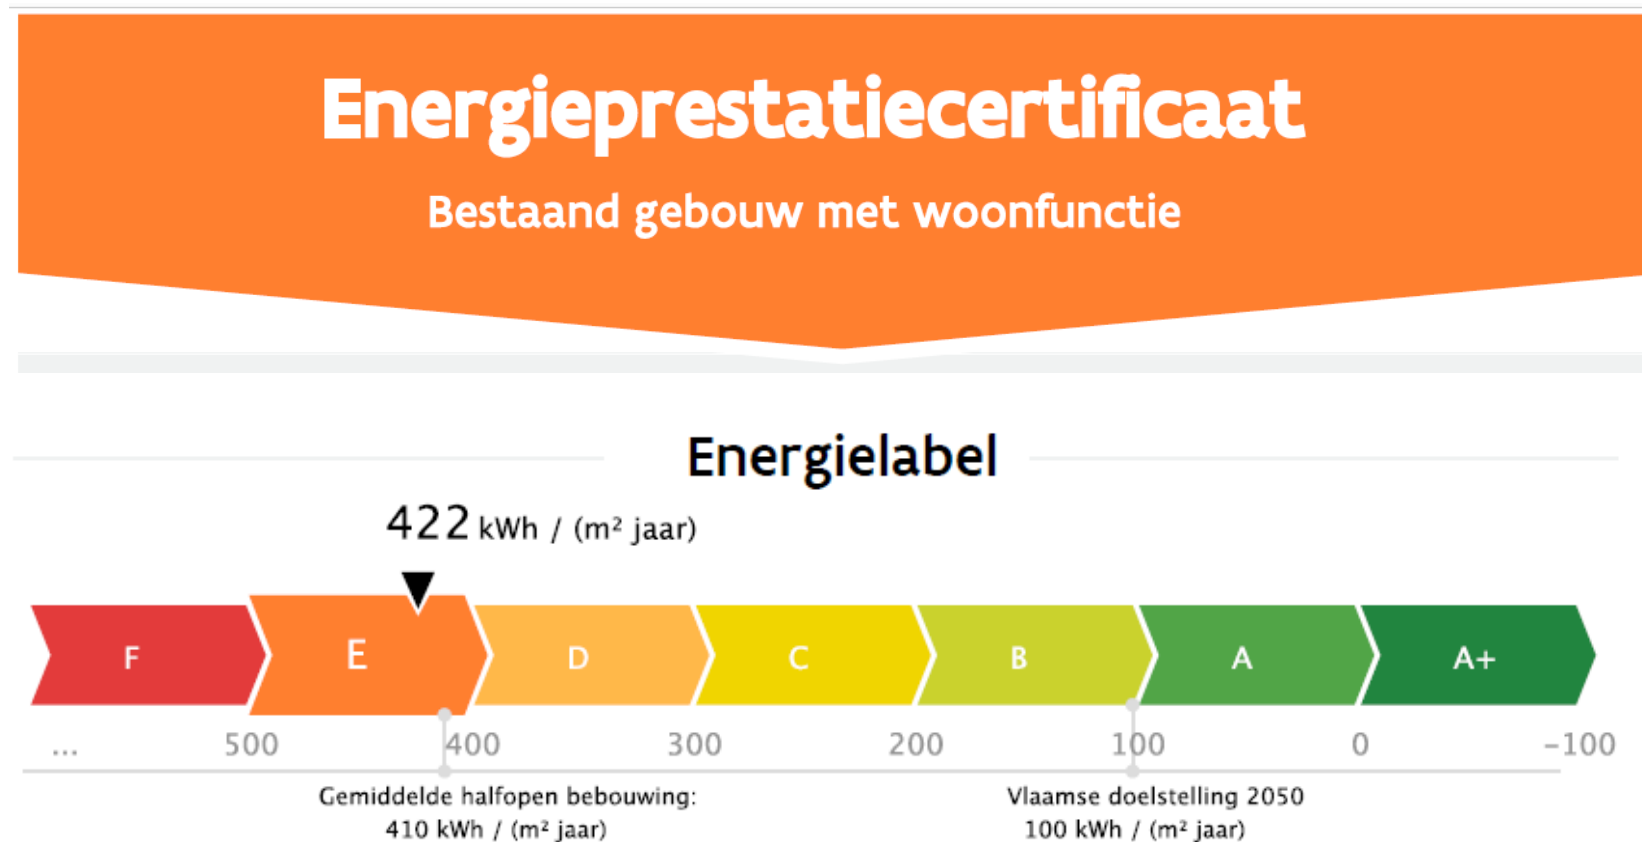 Energieprestatiecertificaat
Bestaand gebouw met woonfunctie
Energielabel
422 kWh / (m² jaar)
F E D C B A A+
... 500 400 300 200 100 0 -100
Gemiddelde halfopen bebouwing: Vlaamse doelstelling 2050
410 kWh / (m² jaar) 100 kWh / (m² jaar)